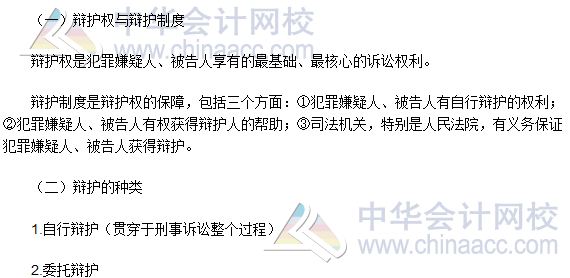 （一）辩护权与辩护制度
中华会计网校
www.chinaacc.com
辩护权是犯罪嫌疑人、被告人享有的最基础、最核心的诉讼权利。
辩护制度是辩护权的保障，包括三个方面：①犯罪嫌疑人、被告人有自行辩护的权利；
②犯罪嫌疑人、被告人有权获得辩护人的帮助；③司法机关，特别是人民法院，有义务保证
犯罪嫌疑人、被告人获得辩护。
（二）辩护的种类
1.自行辩护（贯穿于刑事诉讼整个过程）
中华会计网校
www.chinaacc.com
2.委托辩护